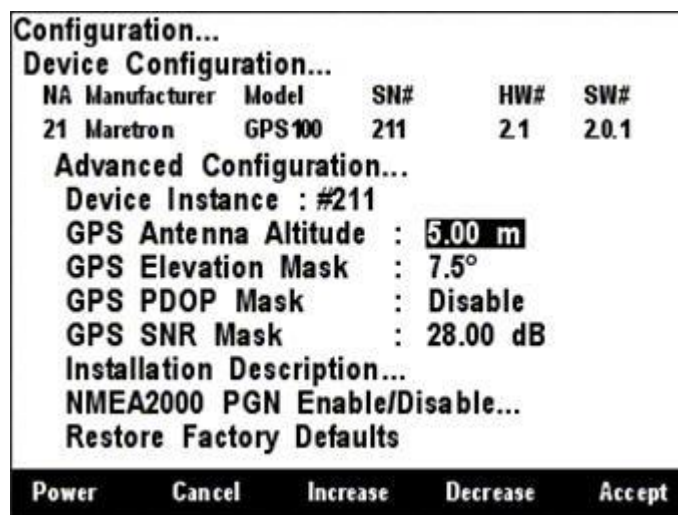 Configuration...
Device Configuration...
NA Manufacturer Model SN# HW# SW#
21 Maretron GPS100 211 2.1 2.0.1
Advanced Configuration...
Device Instance : #211
GPS Antenna Altitude : 5.00 m
GPS Elevation Mask : 7.5°
GPS PDOP Mask : Disable
GPS SNR Mask : 28.00 dB
Installation Description...
NMEA2000 PGN Enable/Disable...
Restore Factory Defaults
Power Cancel Increase Decrease Accept